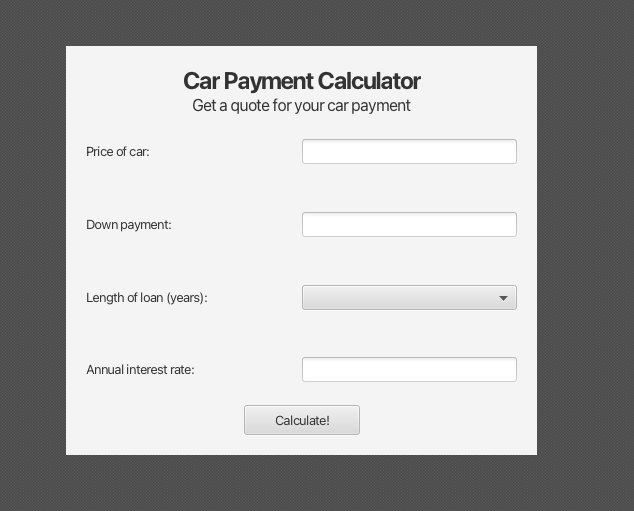 Car Payment Calculator
Get a quote for your car payment
Price of car:
Down payment:
Length of loan (years):
Annual interest rate:
Calculate!